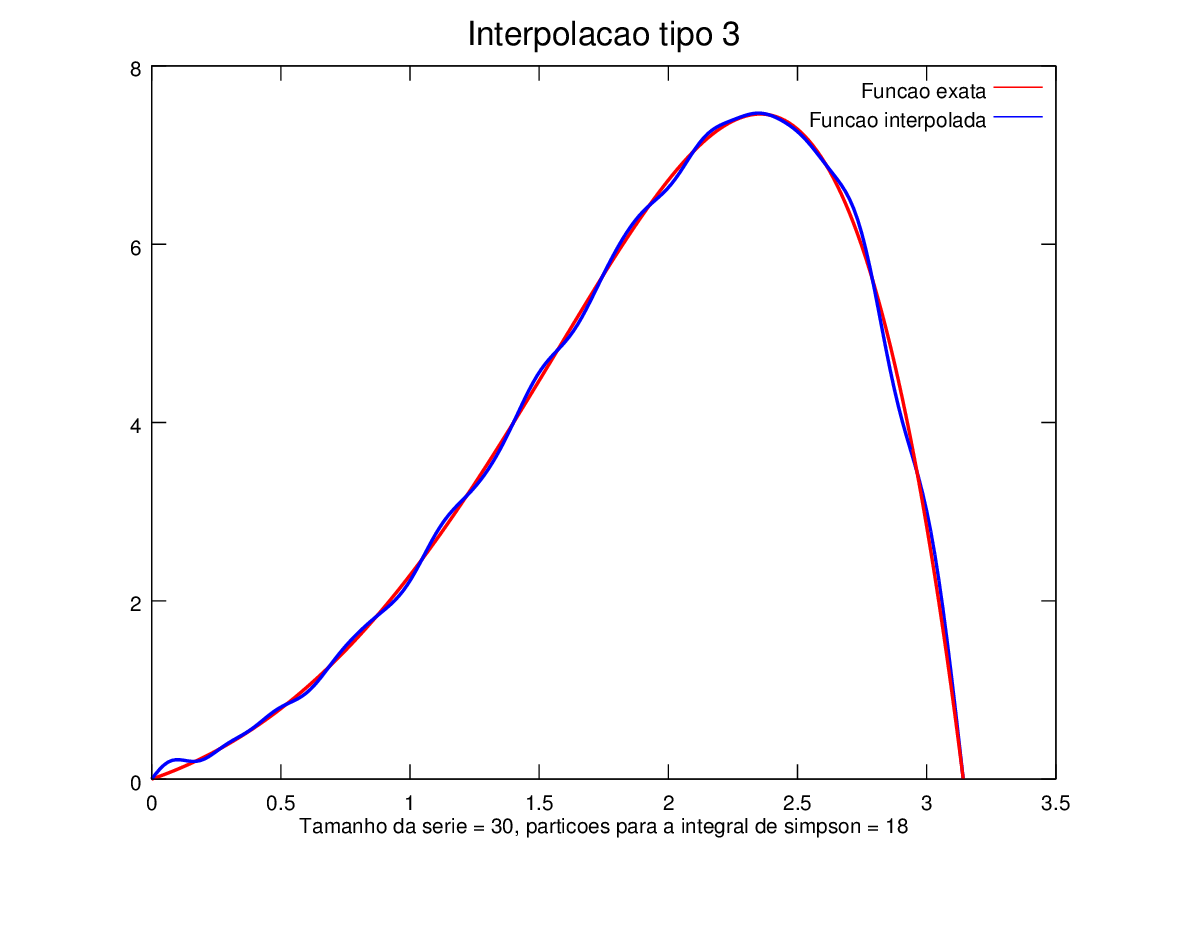 Interpolacao tipo 3
8
Funcao exata
Funcao interpolada
6
4
2
0
0 0.5 1 1.5 2 2.5 3 3.5
Tamanho da serie = 30, particoes para a integral de simpson = 18